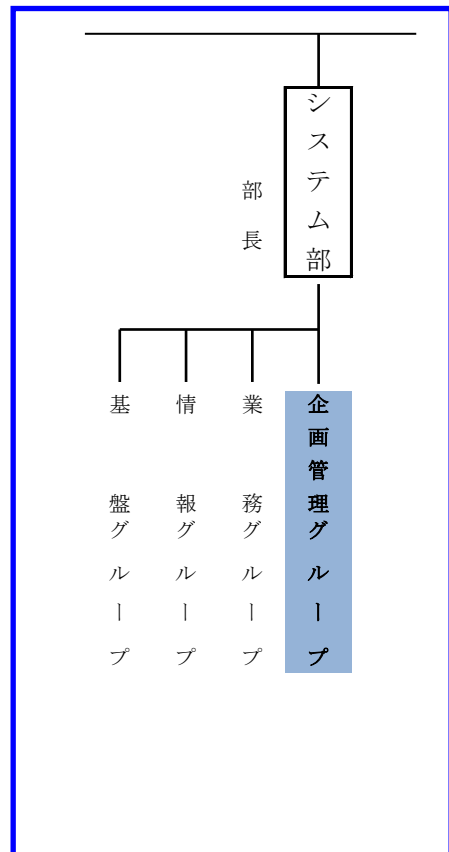 システム部
部長
企画管理グループ
業務グループ
情報グループ
基盤グループ